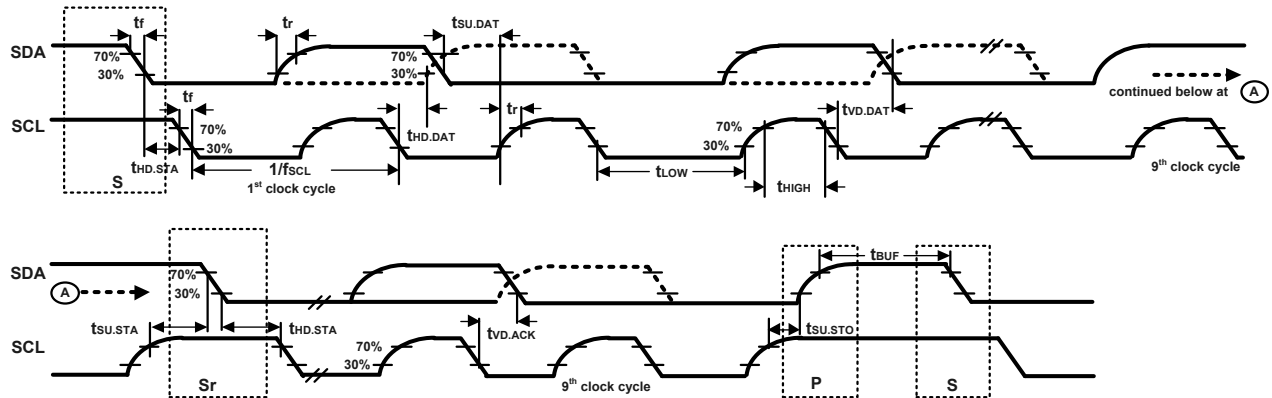 tf tr tSU.DAT
SDA 70% 70%
30% 30%
continued below at A
tf tr tVD.DAT
SCL 70% tHD.DAT 70%
30% 30%
tHD.STA 1/fSCL tLOW 9th clock cycle
S 1st clock cycle tHIGH
SDA 70% tBUF
A 30%
tSU.STA tHD.STA tVD.ACK tSU.STO
SCL 70%
30%
Sr 9th clock cycle P S